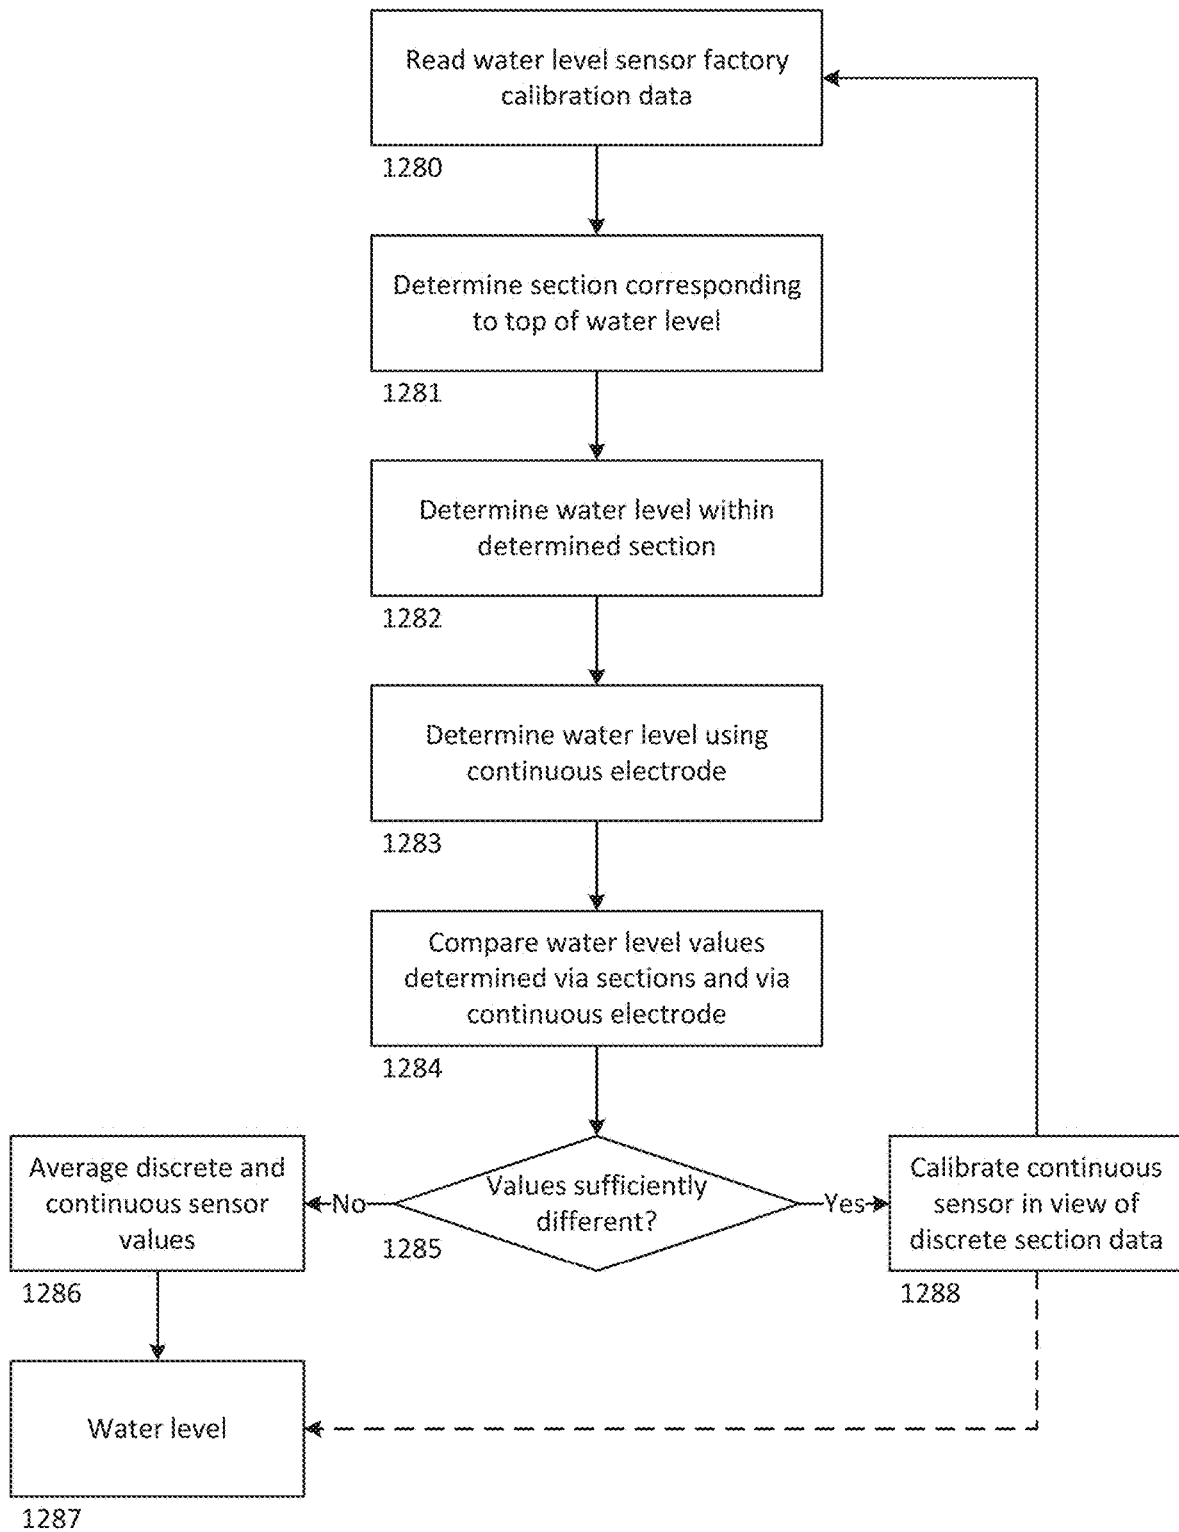 Read water level sensor factory
calibration data
1280
Determine section corresponding
to top of water level
1281
Determine water level within
determined section
1282
Determine water level using
continuous electrode
1283
Compare water level values
determined via sections and via
continuous electrode
1284
Average discrete and
continuous sensor
values
1286
No
Values sufficiently
different?
1285
Yes
Calibrate continuous
sensor in view of
discrete section data
1288
Water level
1287